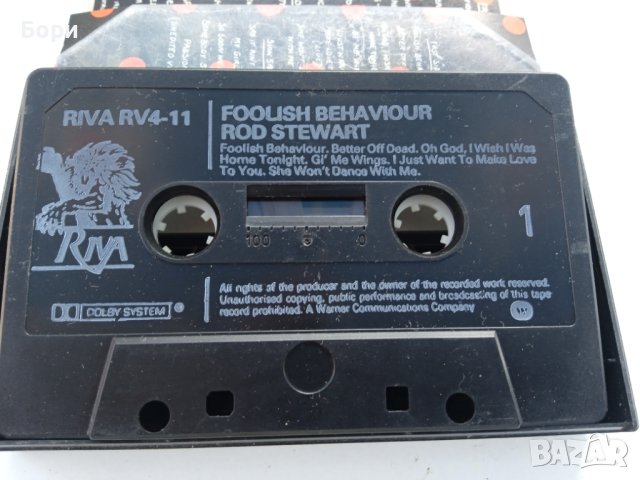 Бори
RIVA RV4-11
FOOLISH BEHAVIOUR
ROD STEWART
Foolish Behaviour. Better Off Dead. Oh God, I Wish I Was
Home Tonight. Gi' Me Wings. I Just Want To Make Love
To You. She Won't Dance With Me.
RIVA
100 0
1
DOLBY SYSTEM ®
All rights of the producer and the owner of the recorded work reserved.
Unauthorised copying, public performance and broadcasting of this tape
record prohibited. A Warner Communications Company
BAZAR